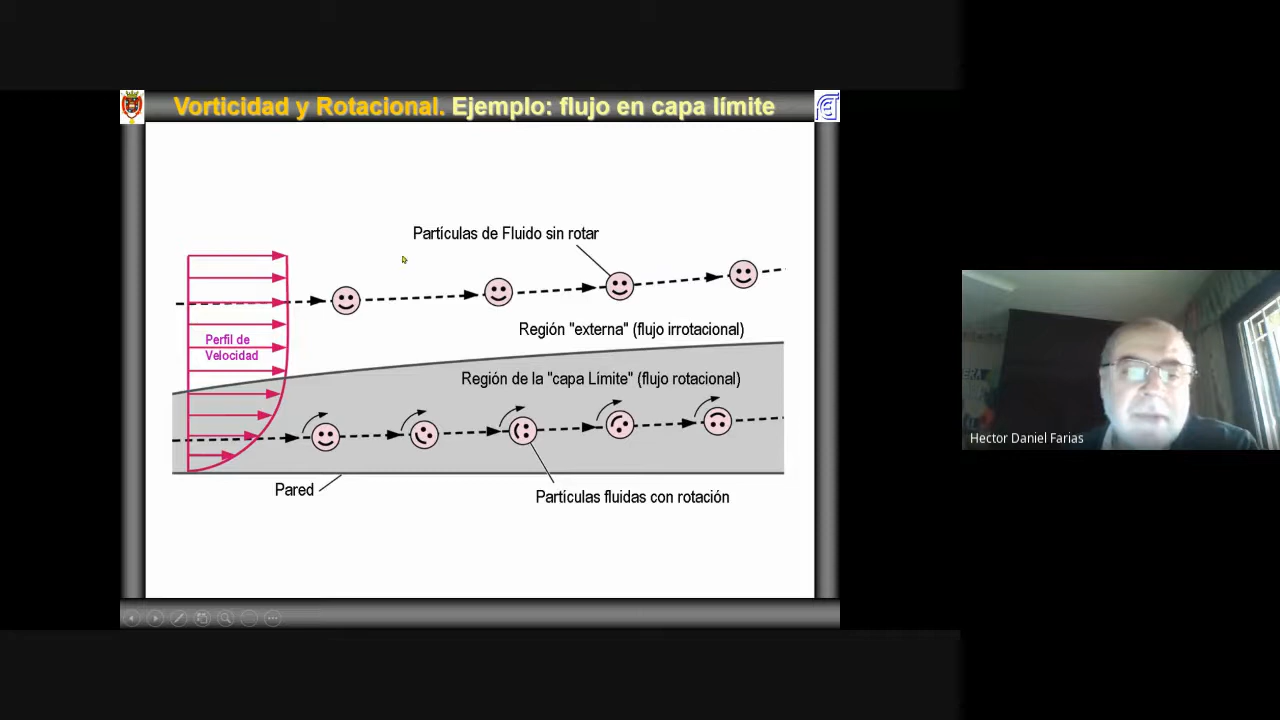 Vorticidad y Rotacional. Ejemplo: flujo en capa límite
Partículas de Fluido sin rotar
Región "externa" (flujo irrotacional)
Perfil de
Velocidad
Región de la "capa Límite" (flujo rotacional)
Pared
Partículas fluidas con rotación
Hector Daniel Farias